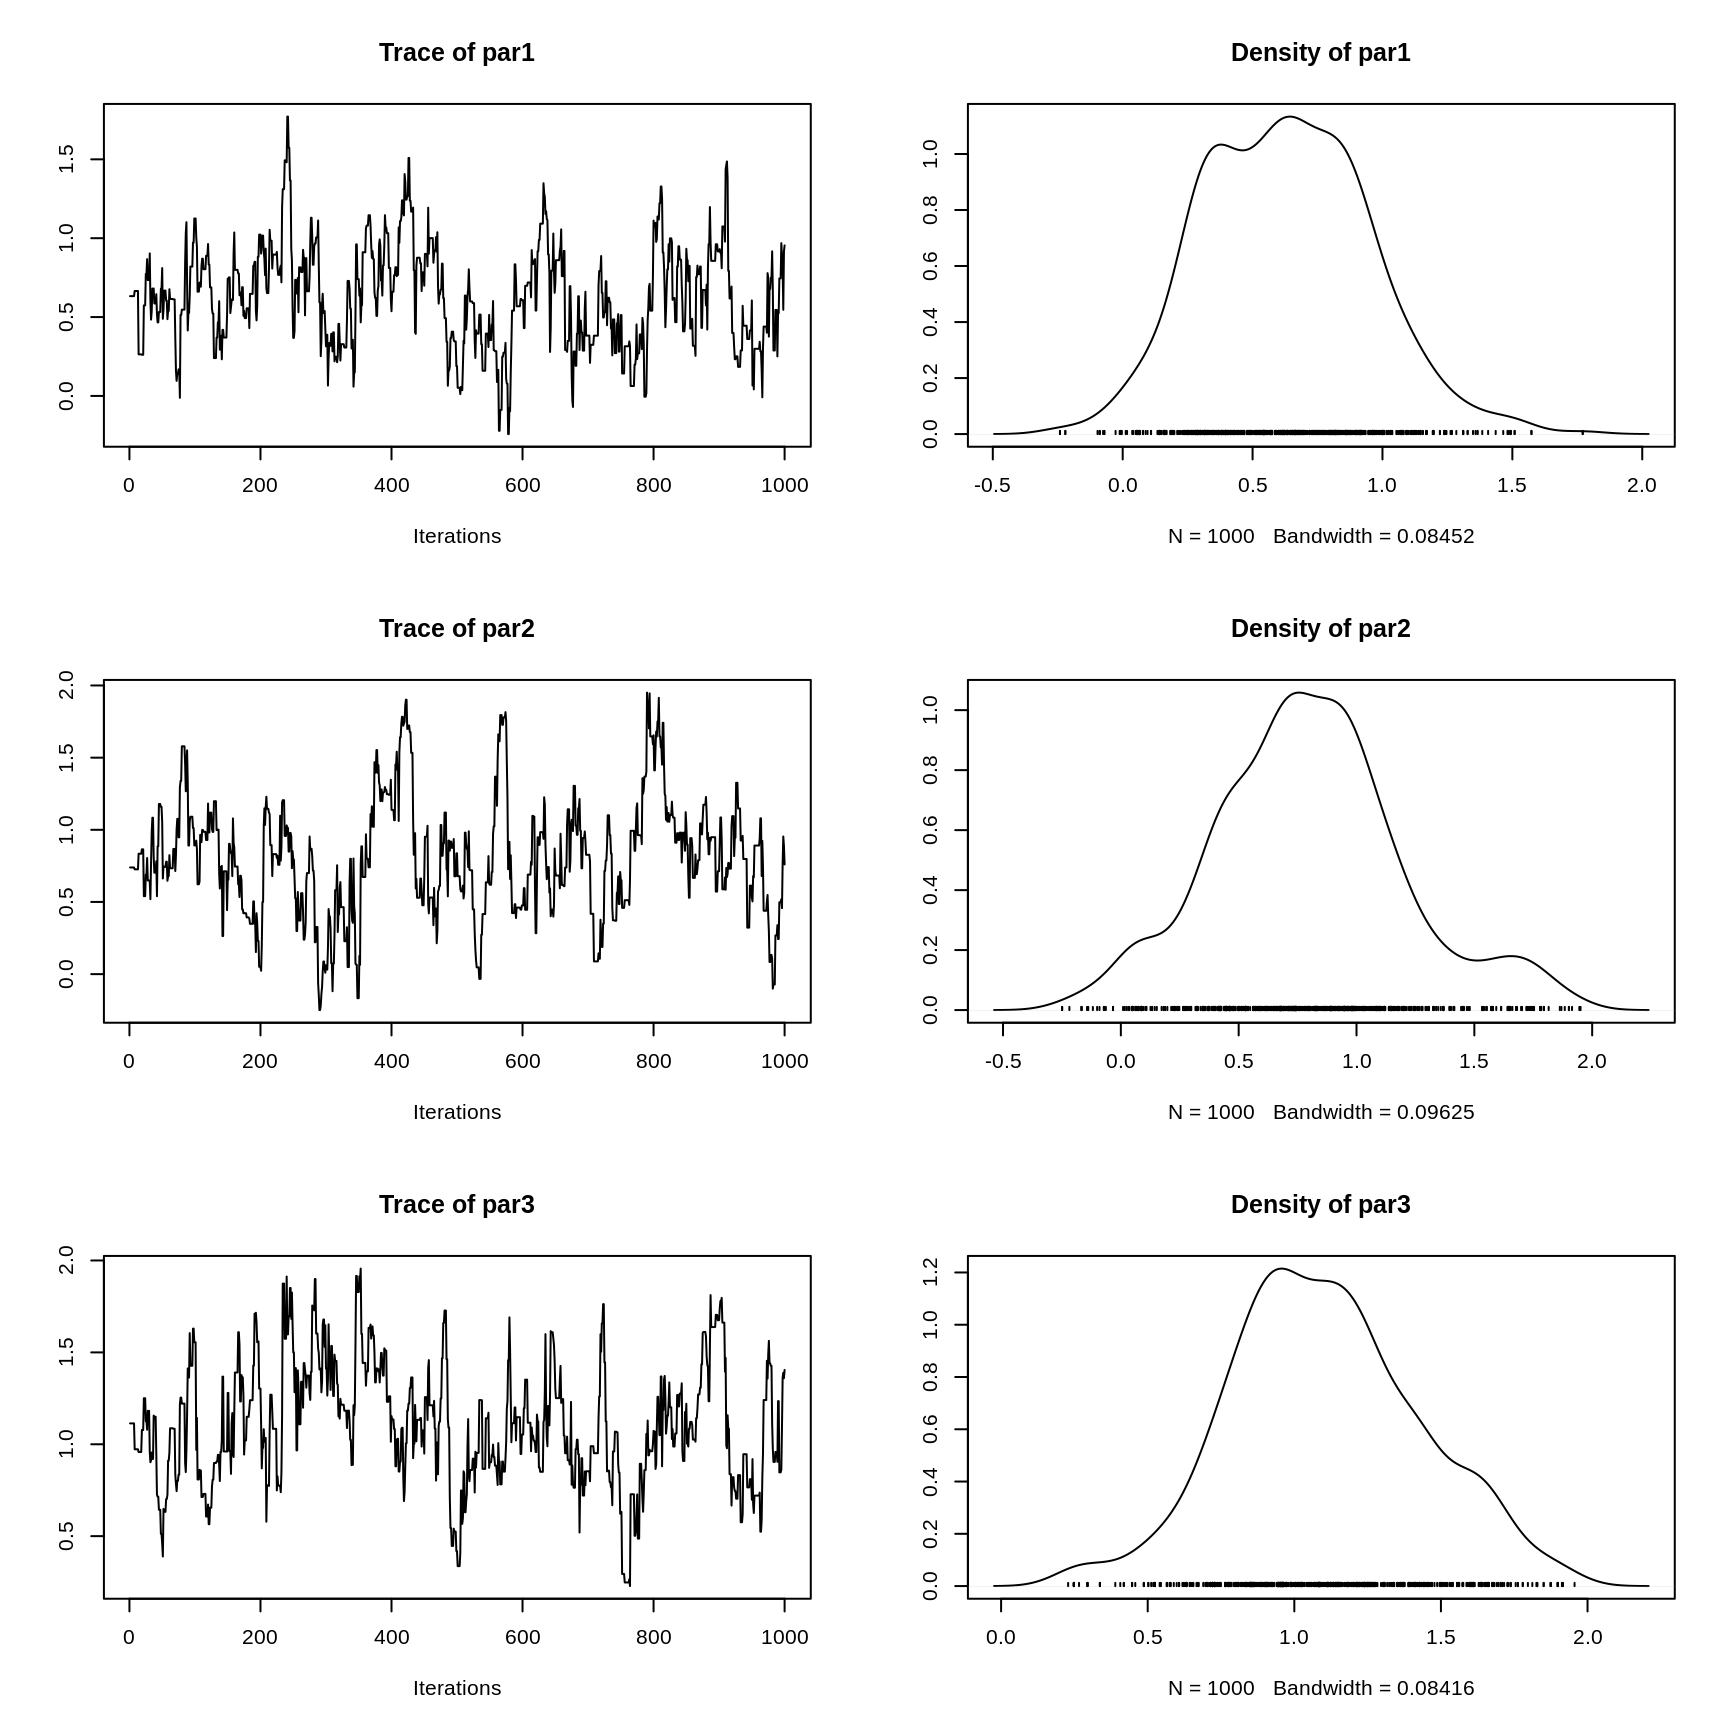 Trace of par1
1.5
1.0
0.5
0.0
0 200 400 600 800 1000
Iterations
Density of par1
1.0
0.8
0.6
0.4
0.2
0.0
-0.5 0.0 0.5 1.0 1.5 2.0
N = 1000 Bandwidth = 0.08452
Trace of par2
2.0
1.5
1.0
0.5
0.0
0 200 400 600 800 1000
Iterations
Density of par2
1.0
0.8
0.6
0.4
0.2
0.0
-0.5 0.0 0.5 1.0 1.5 2.0
N = 1000 Bandwidth = 0.09625
Trace of par3
2.0
1.5
1.0
0.5
0 200 400 600 800 1000
Iterations
Density of par3
1.2
1.0
0.8
0.6
0.4
0.2
0.0
0.0 0.5 1.0 1.5 2.0
N = 1000 Bandwidth = 0.08416